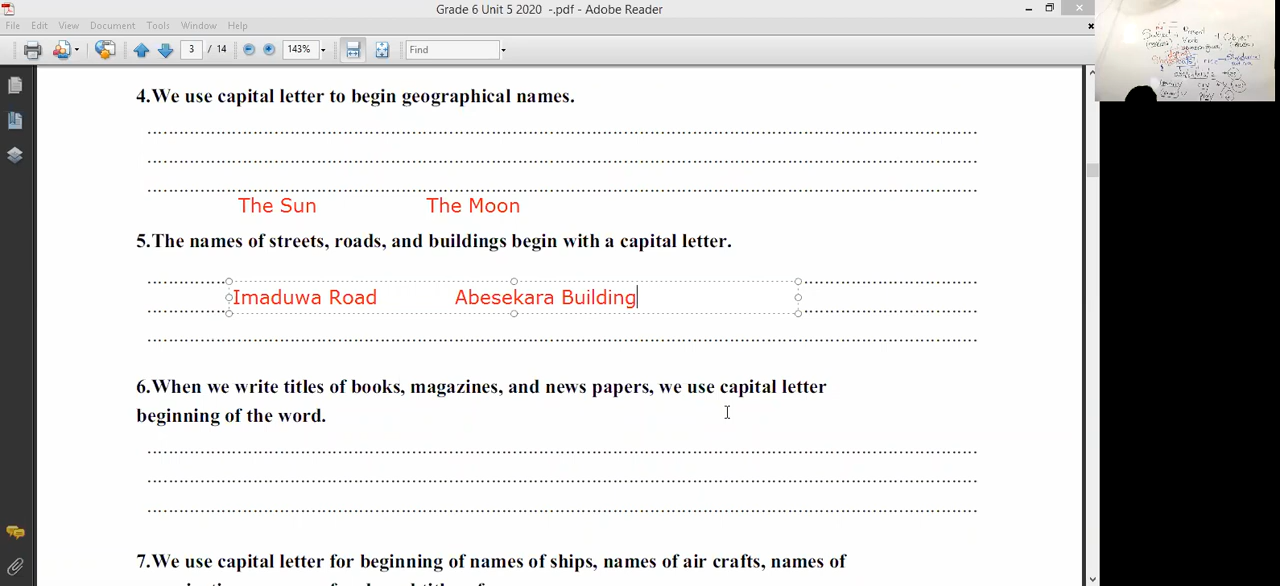 Grade 6 Unit 5 2020 -.pdf - Adobe Reader
File Edit View Document Tools Window Help
3 / 14 143% Find
4.We use capital letter to begin geographical names.
The Sun The Moon
5.The names of streets, roads, and buildings begin with a capital letter.
Imaduwa Road Abesekara Building
6.When we write titles of books, magazines, and news papers, we use capital letter
beginning of the word.
7.We use capital letter for beginning of names of ships, names of air crafts, names of